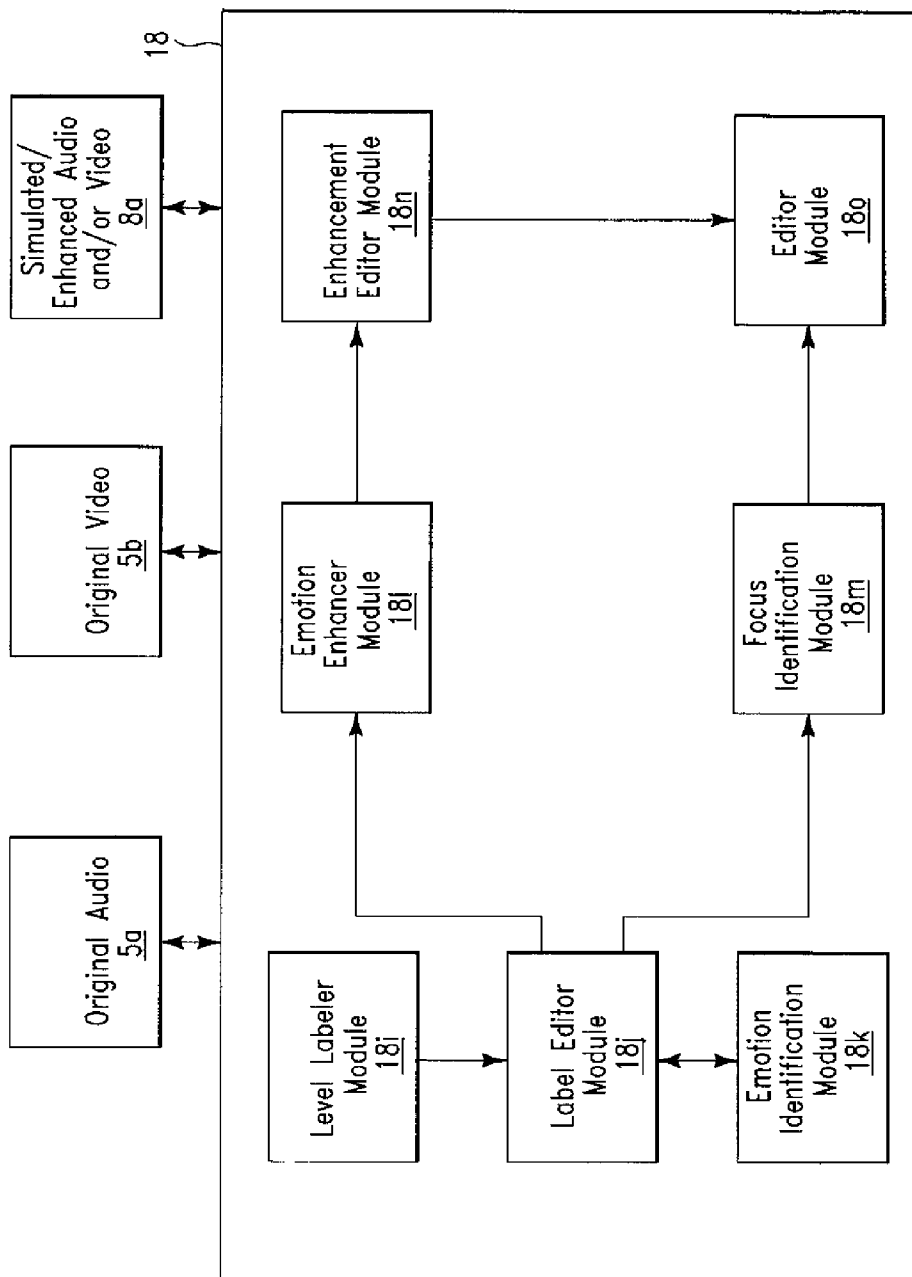 Original Audio
5a
Original Video
5b
Simulated/
Enhanced Audio
and/or Video
8a
18
Level Labeler
Module
18i
Label Editor
Module
18j
Emotion
Identification
Module
18k
Emotion
Enhancer
Module
18l
Focus
Identification
Module
18m
Enhancement
Editor Module
18n
Editor
Module
18o